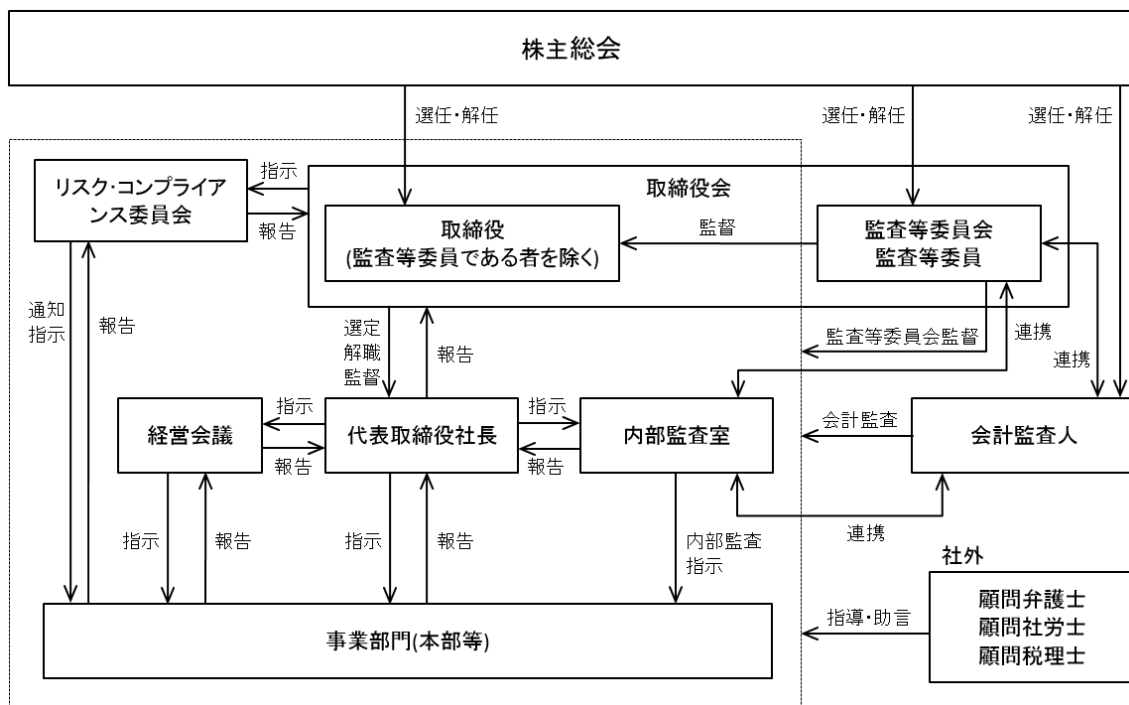 株主総会
選任・解任
選任・解任
選任・解任
リスク・コンプライア
ンス委員会
指示
報告
取締役会
取締役
(監査等委員である者を除く)
監督
監査等委員会
監査等委員
通知
指示
報告
選定
解職
監督
報告
監査等委員会監督
連携
連携
経営会議
指示
報告
代表取締役社長
指示
報告
内部監査室
会計監査
会計監査人
指示
報告
指示
報告
内部監査
指示
連携
社外
事業部門(本部等)
指導・助言
顧問弁護士
顧問社労士
顧問税理士